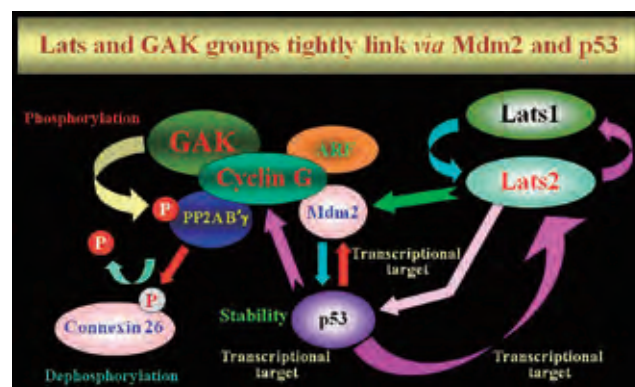 Lats and GAK groups tightly link via Mdm2 and p53
Phosphorylation
GAK
ARF
Lats1
Cyclin G
Lats2
P
PP2AB'γ
Mdm2
P
Transcriptional
target
P
Connexin 26
Stability
p53
Transcriptional
target
Transcriptional
target
Dephosphorylation